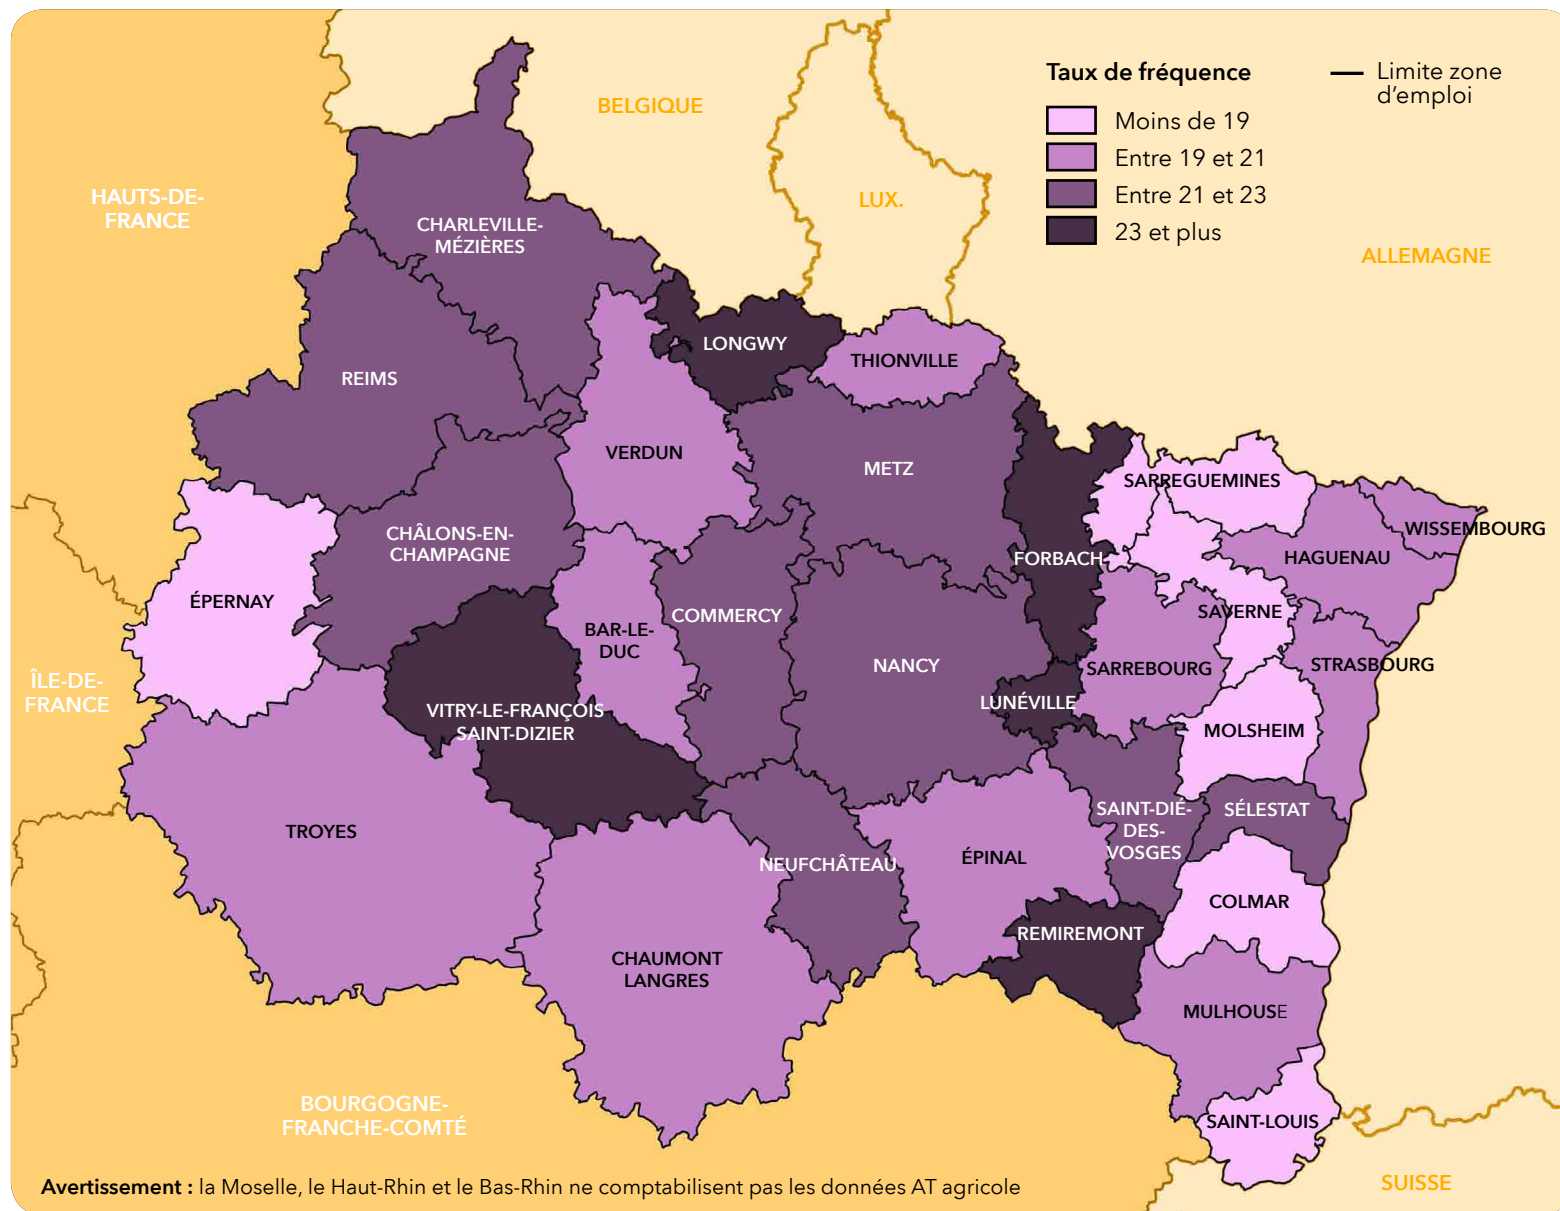 Taux de fréquence
Moins de 19
Entre 19 et 21
Entre 21 et 23
23 et plus
Limite zone
d'emploi
BELGIQUE
LUX.
ALLEMAGNE
HAUTS-DE-
FRANCE
CHARLEVILLE-
MÉZIÈRES
LONGWY
THIONVILLE
REIMS
VERDUN
METZ
SARREGUEMINES
WISSEMBOURG
CHÂLONS-EN-
CHAMPAGNE
FORBACH
HAGUENAU
ÉPERNAY
COMMERCY
SAVERNE
BAR-LE-
DUC
NANCY
SARREBOURG
STRASBOURG
ÎLE-DE-
FRANCE
LUNÉVILLE
VITRY-LE-FRANÇOIS
SAINT-DIZIER
MOLSHEIM
TROYES
SAINT-DIÉ-
DES-
VOSGES
SÉLESTAT
NEUFCHÂTEAU
ÉPINAL
COLMAR
REMIREMONT
CHAUMONT
LANGRES
MULHOUSE
BOURGOGNE-
FRANCHE-COMTÉ
SAINT-LOUIS
SUISSE
Avertissement : la Moselle, le Haut-Rhin et le Bas-Rhin ne comptabilisent pas les données AT agricole